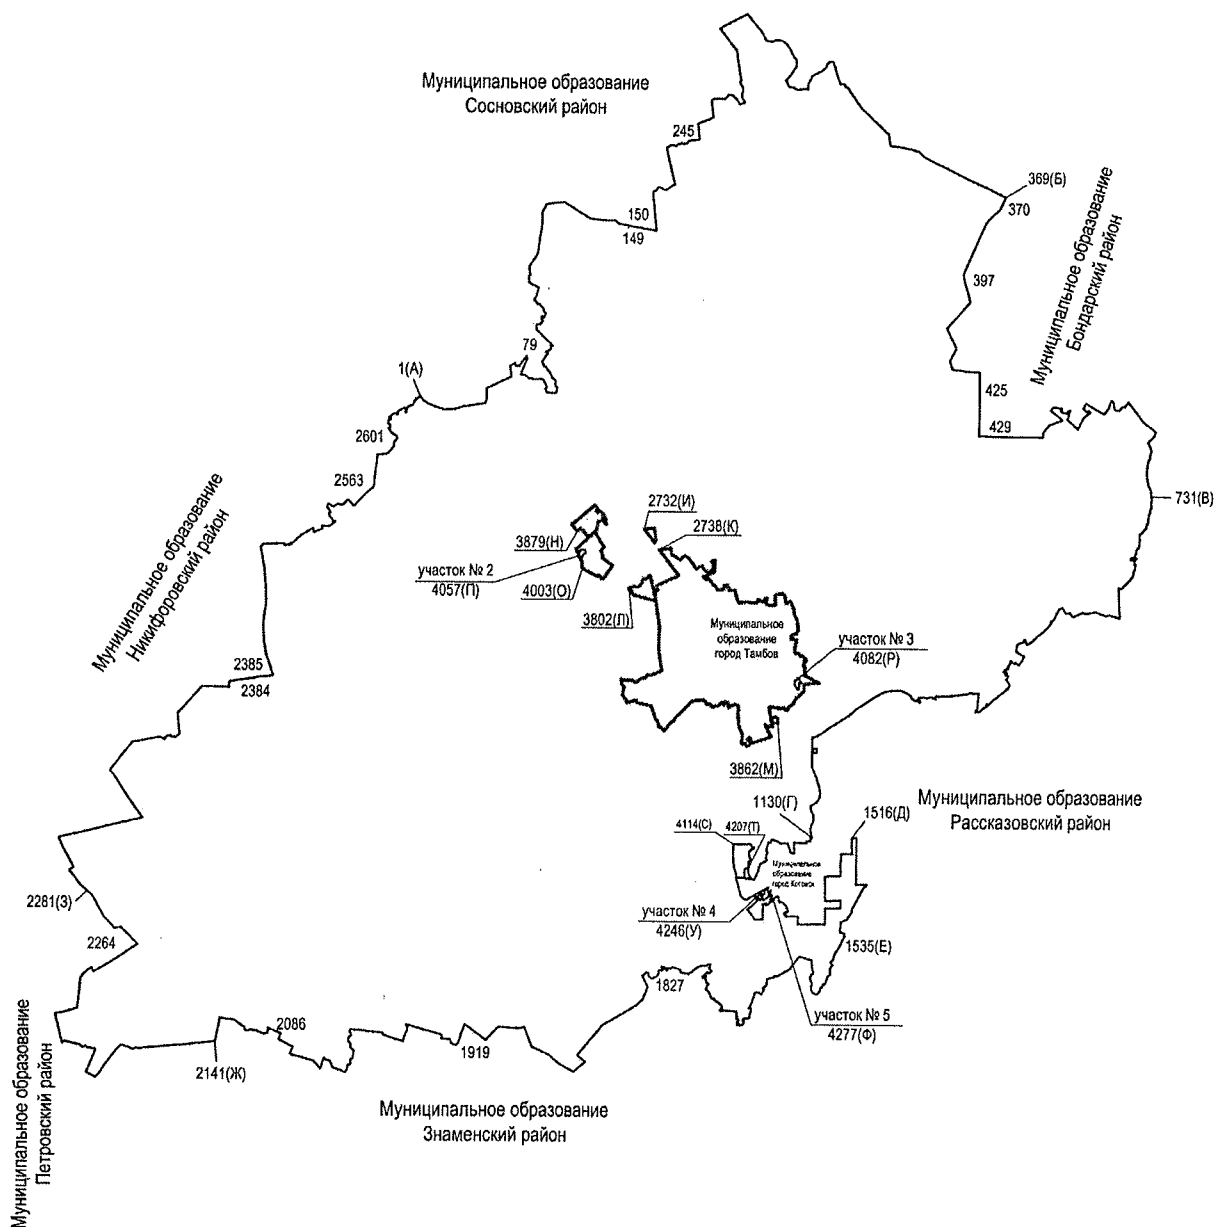 Муниципальное образование
Сосновский район
245
369(Б)
370
150
149
Муниципальное образование
Бондарский район
397
79
1(А)
425
429
2601
2563
731(В)
Муниципальное образование
Никифоровский район
2732(И)
2738(К)
3879(Н)
участок № 2
4057(П)
4003(О)
3802(Л)
Муниципальное
образование
город Тамбов
участок № 3
4082(Р)
2385
2384
3862(М)
1130(Г)
Муниципальное образование
Рассказовский район
1516(Д)
4114(С)
4207(Т)
Муниципальное
образование
город Котовск
2281(З)
участок № 4
4246(У)
2264
1535(Е)
1827
участок № 5
4277(Ф)
2086
1919
2141(Ж)
Муниципальное образование
Петровский район
Муниципальное образование
Знаменский район